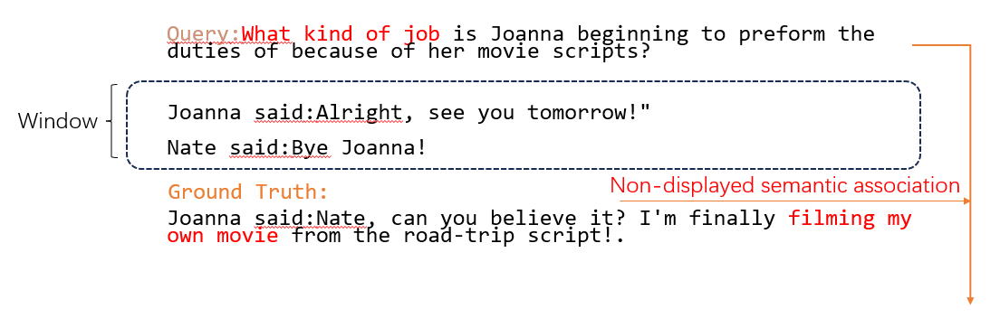 Query:What kind of job is Joanna beginning to preform the
duties of because of her movie scripts?
Window
Joanna said:Alright, see you tomorrow!"
Nate said:Bye Joanna!
Ground Truth:
Non-displayed semantic association
Joanna said:Nate, can you believe it? I'm finally filming my
own movie from the road-trip script!.